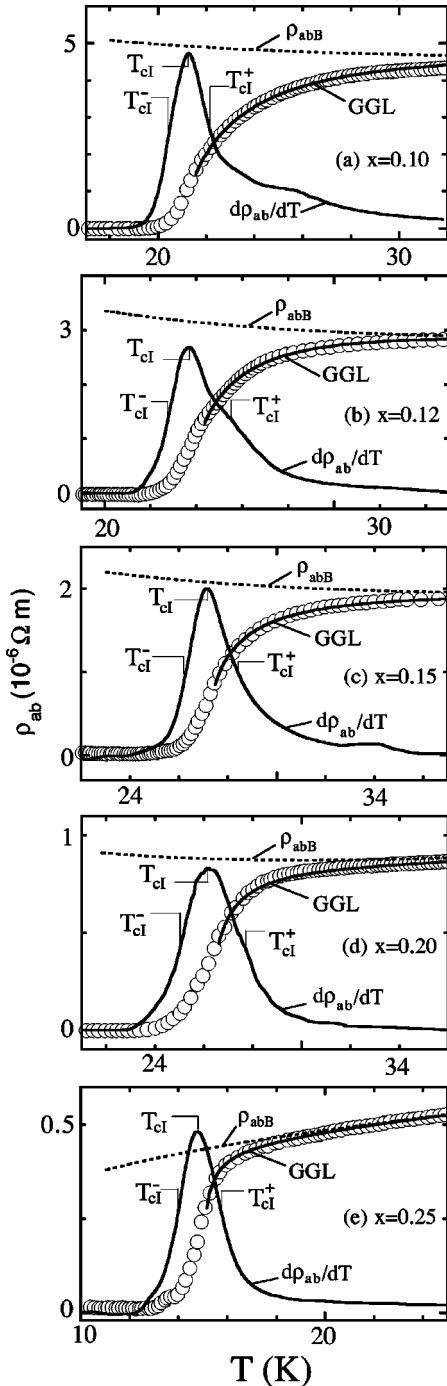 ρabB
5
TcI
TcI-
TcI+
GGL
(a) x=0.10
dρab/dT
0
20
30
ρabB
3
TcI
GGL
TcI-
TcI+
(b) x=0.12
dρab/dT
0
20
30
2
ρabB
TcI
GGL
TcI-
TcI+
(c) x=0.15
dρab/dT
0
24
34
ρab (10-6 Ω m)
1
ρabB
TcI
GGL
TcI-
TcI+
(d) x=0.20
dρab/dT
0
24
34
TcI
0.5
ρabB
GGL
TcI-
TcI+
(e) x=0.25
dρab/dT
0
10
20
T (K)